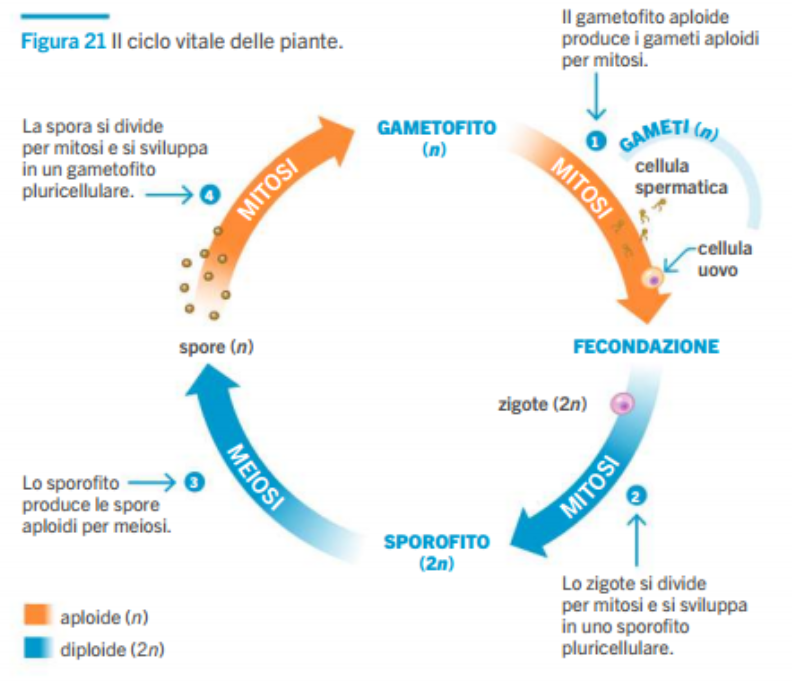 Figura 21 Il ciclo vitale delle piante.
Il gametofito aploide
produce i gameti aploidi
per mitosi.
La spora si divide
per mitosi e si sviluppa
in un gametofito
pluricellulare.
4
MITOSI
GAMETOFITO
(n)
MITOSI
1
GAMETI (n)
cellula
spermatica
cellula
uovo
spore (n)
FECONDAZIONE
zigote (2n)
MITOSI
2
Lo sporofito
produce le spore
aploidi per meiosi.
3
MEIOSI
SPOROFITO
(2n)
Lo zigote si divide
per mitosi e si sviluppa
in uno sporofito
pluricellulare.
aploide (n)
diploide (2n)